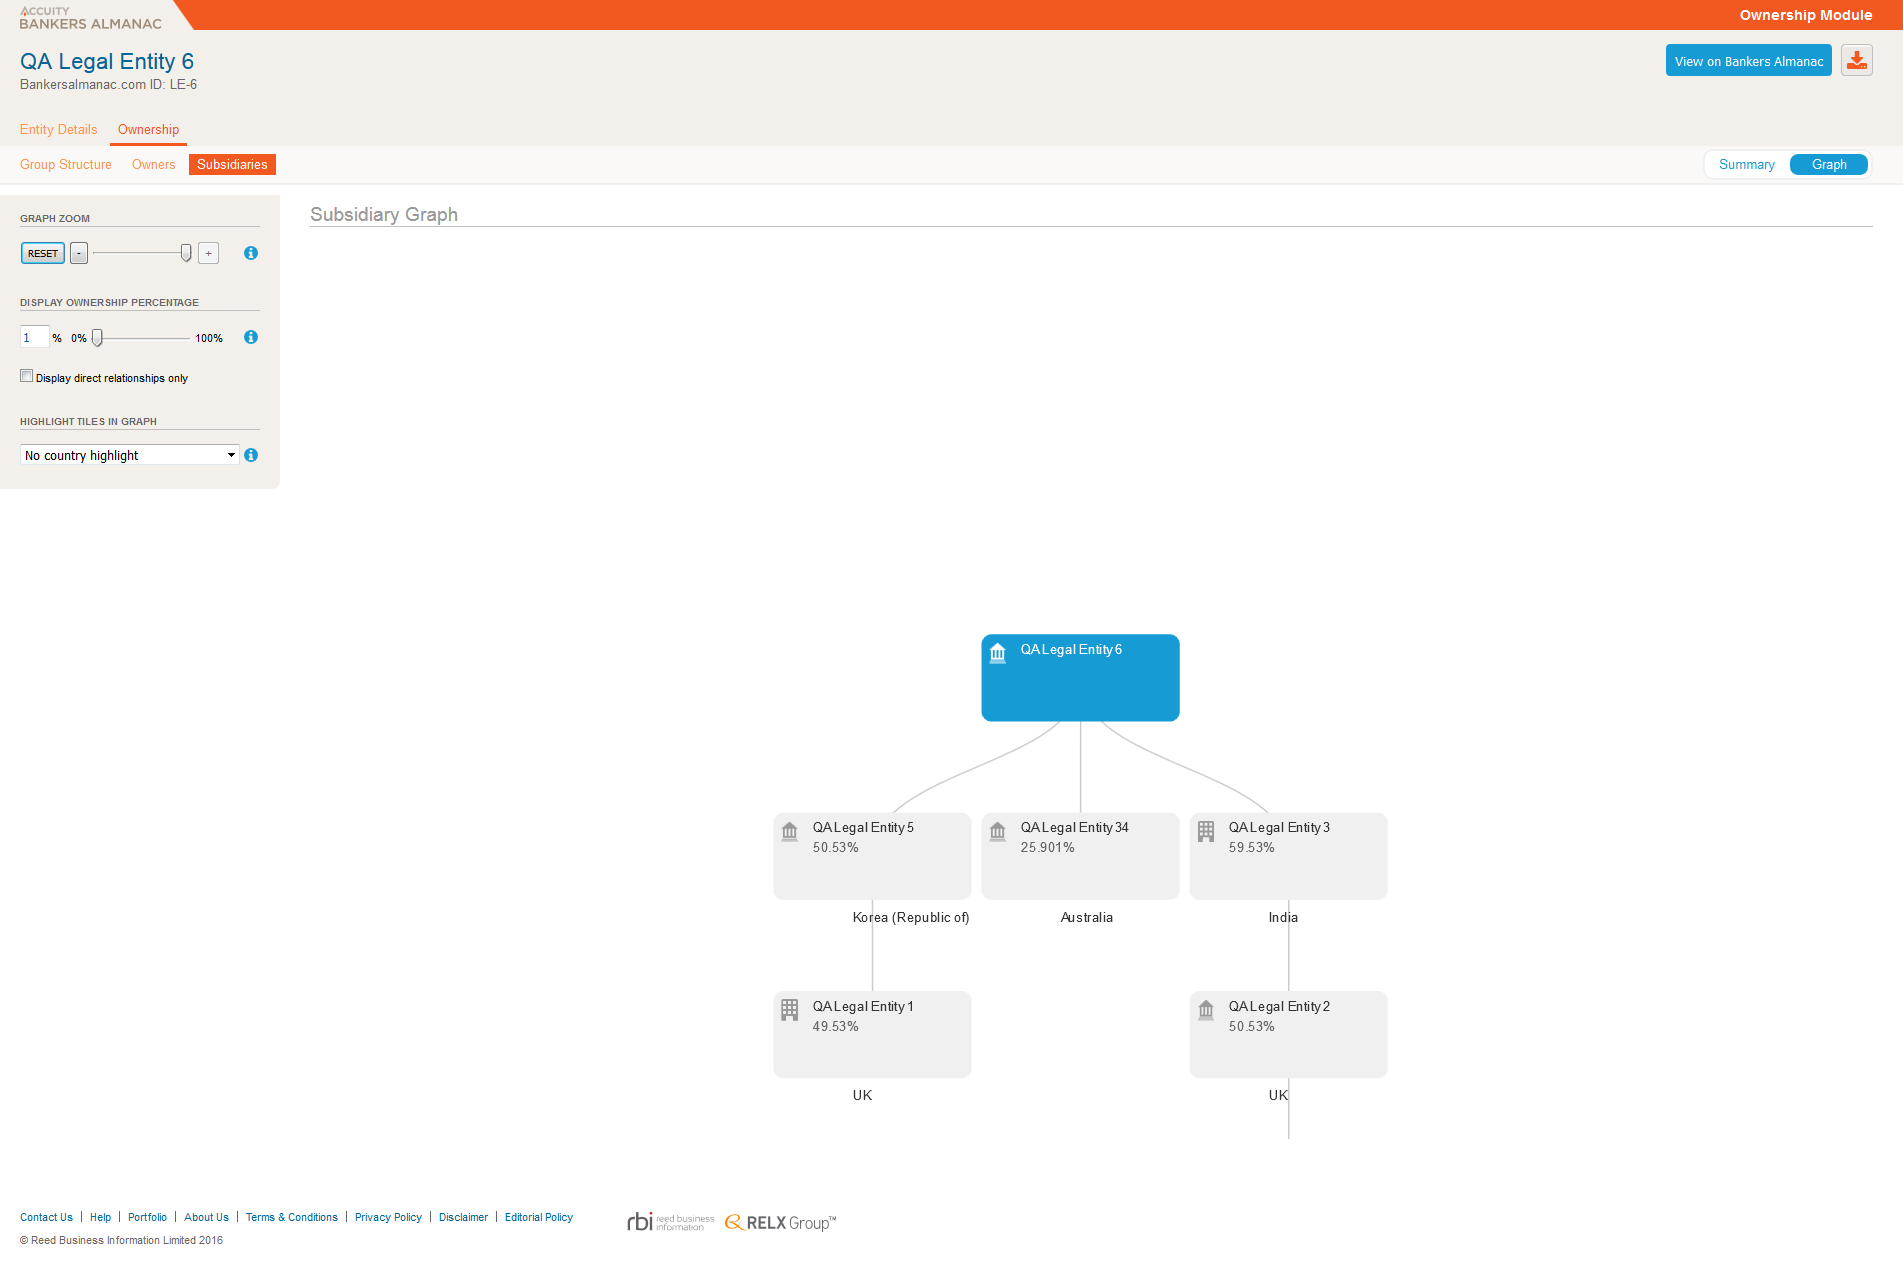 ACCUITY
BANKERS ALMANAC
Ownership Module
QA Legal Entity 6
Bankersalmanac.com ID: LE-6
View on Bankers Almanac
Entity Details Ownership
Group Structure Owners Subsidiaries
Summary Graph
GRAPH ZOOM
RESET - +
DISPLAY OWNERSHIP PERCENTAGE
1 % 0% 100%
Display direct relationships only
HIGHLIGHT TILES IN GRAPH
No country highlight
Subsidiary Graph
QA Legal Entity 6
QA Legal Entity 5
50.53%
Korea (Republic of)
QA Legal Entity 34
25.901%
Australia
QA Legal Entity 3
59.53%
India
QA Legal Entity 1
49.53%
UK
QA Legal Entity 2
50.53%
UK
Contact Us | Help | Portfolio | About Us | Terms & Conditions | Privacy Policy | Disclaimer | Editorial Policy
rbi reed business information
RELX Group™
© Reed Business Information Limited 2016